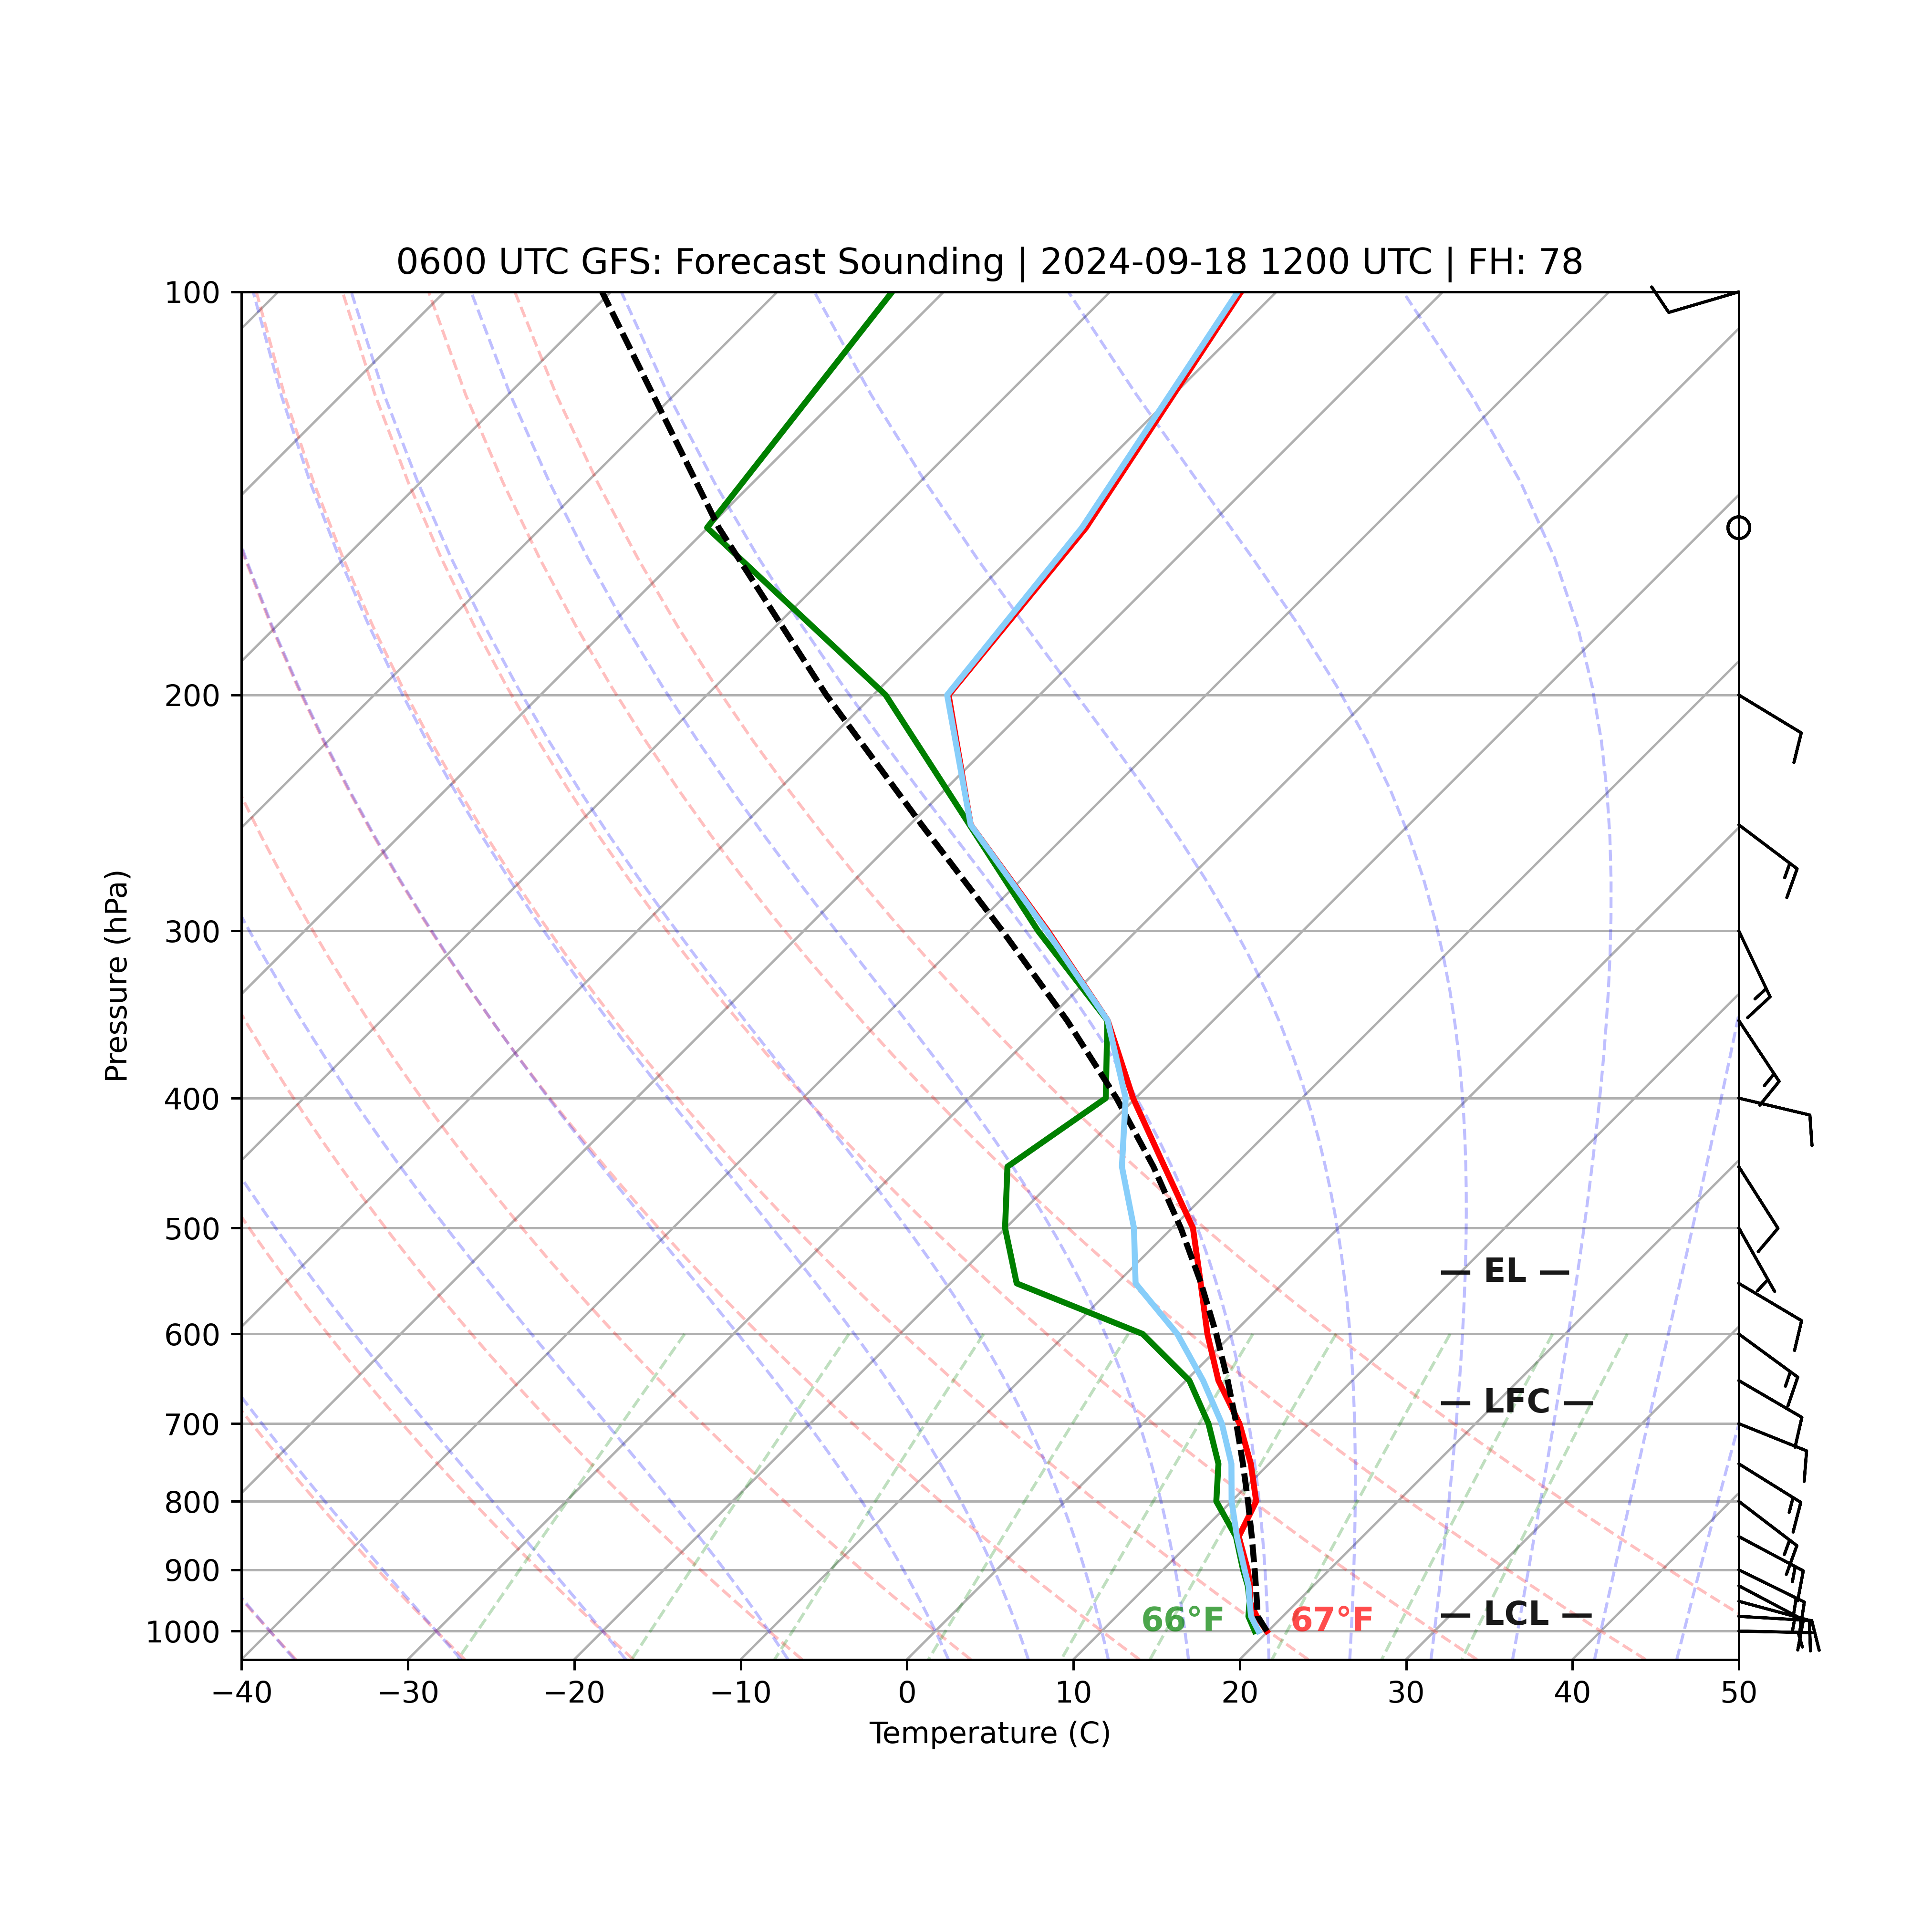 0600 UTC GFS: Forecast Sounding | 2024-09-18 1200 UTC | FH: 78
100
200
300
400
500
600
700
800
900
1000
Pressure (hPa)
— EL —
— LFC —
— LCL —
66°F
67°F
−40
−30
−20
−10
0
10
20
30
40
50
Temperature (C)